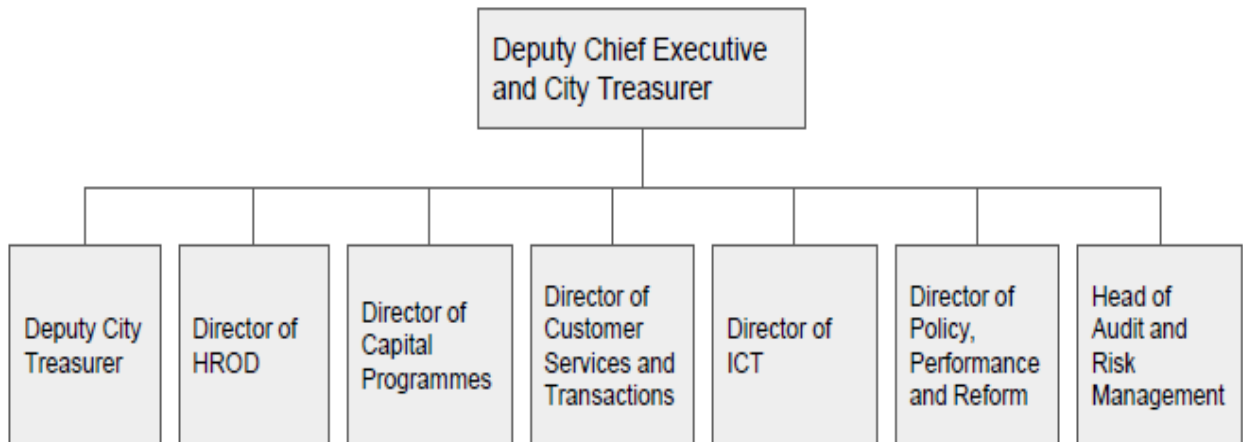 Deputy Chief Executive
and City Treasurer
Deputy City
Treasurer
Director of
HROD
Director of
Capital
Programmes
Director of
Customer
Services and
Transactions
Director of
ICT
Director of
Policy,
Performance
and Reform
Head of
Audit and
Risk
Management